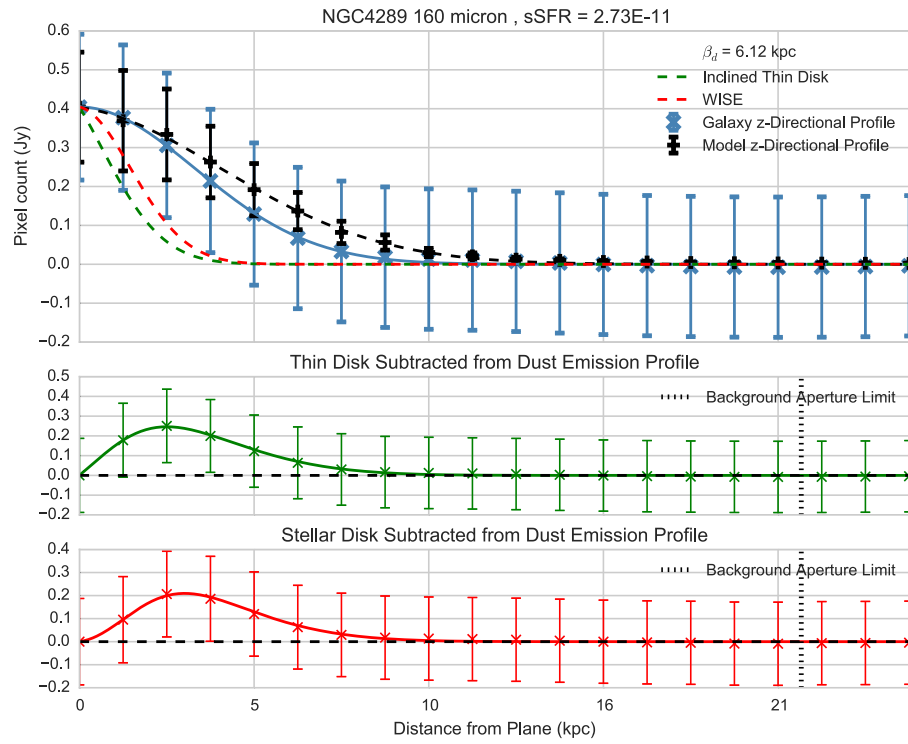 NGC4289 160 micron , sSFR = 2.73E-11
0.6
0.5
0.4
0.3
0.2
0.1
0.0
−0.1
−0.2
Pixel count (Jy)
β_d = 6.12 kpc
Inclined Thin Disk
WISE
Galaxy z-Directional Profile
Model z-Directional Profile
Thin Disk Subtracted from Dust Emission Profile
0.5
0.4
0.3
0.2
0.1
0.0
−0.1
−0.2
Background Aperture Limit
Stellar Disk Subtracted from Dust Emission Profile
0.4
0.3
0.2
0.1
0.0
−0.1
−0.2
Background Aperture Limit
0 5 10 16 21
Distance from Plane (kpc)